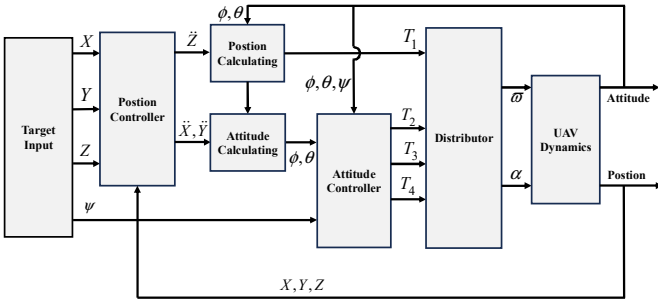 ϕ,θ
X
Z̈
Postion
Calculating
T₁
Y
Postion
Controller
ϕ,θ,ψ
ϖ
Attitude
Target
Input
Z
Ẍ,Ÿ
Attitude
Calculating
ϕ,θ
T₂
T₃
T₄
Attitude
Controller
Distributor
UAV
Dynamics
α
Postion
ψ
X,Y,Z